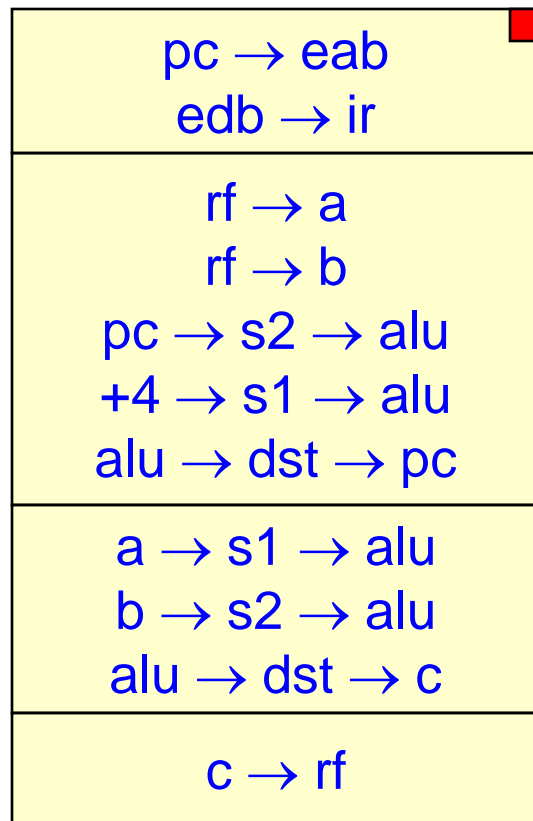 pc → eab
edb → ir
rf → a
rf → b
pc → s2 → alu
+4 → s1 → alu
alu → dst → pc
a → s1 → alu
b → s2 → alu
alu → dst → c
c → rf